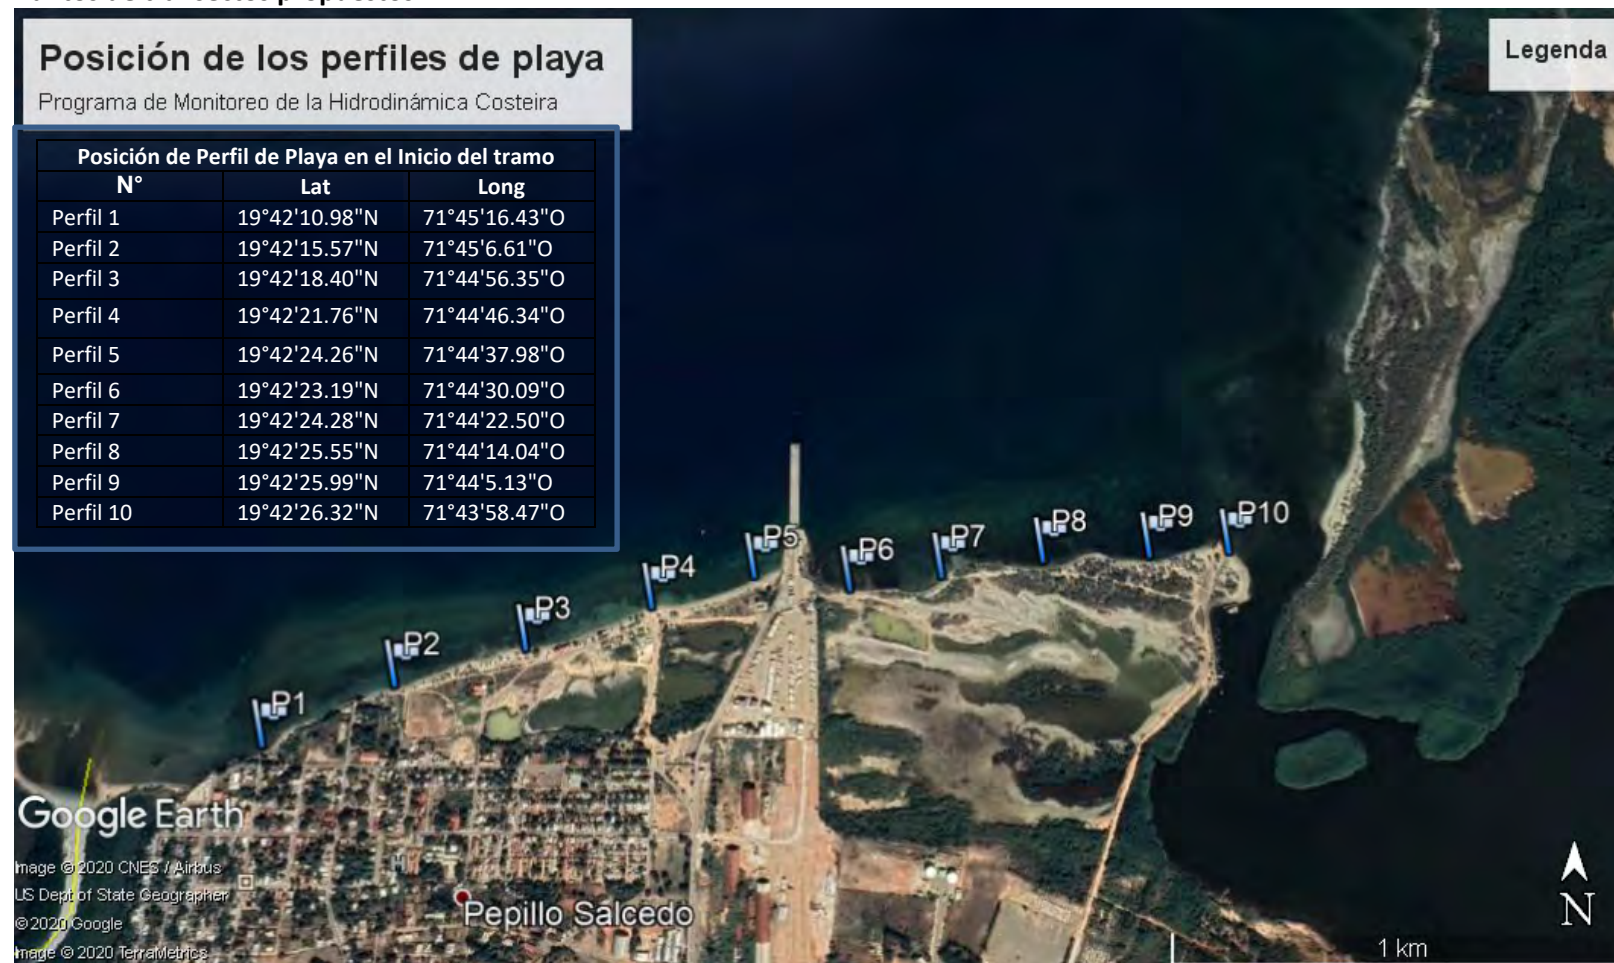 Posición de los perfiles de playa
Legenda
Programa de Monitoreo de la Hidrodinámica Costeira
Posición de Perfil de Playa en el Inicio del tramo
N° Lat Long
Perfil 1 19°42'10.98"N 71°45'16.43"O
Perfil 2 19°42'15.57"N 71°45'6.61"O
Perfil 3 19°42'18.40"N 71°44'56.35"O
Perfil 4 19°42'21.76"N 71°44'46.34"O
Perfil 5 19°42'24.26"N 71°44'37.98"O
Perfil 6 19°42'23.19"N 71°44'30.09"O
Perfil 7 19°42'24.28"N 71°44'22.50"O
Perfil 8 19°42'25.55"N 71°44'14.04"O
Perfil 9 19°42'25.99"N 71°44'5.13"O
Perfil 10 19°42'26.32"N 71°43'58.47"O
P1
P2
P3
P4
P5
P6
P7
P8
P9
P10
Google Earth
Image © 2020 CNES / Airbus
US Dept of State Geographer
© 2020 Google
Image © 2020 TerraMetrics
Pepillo Salcedo
N
1 km